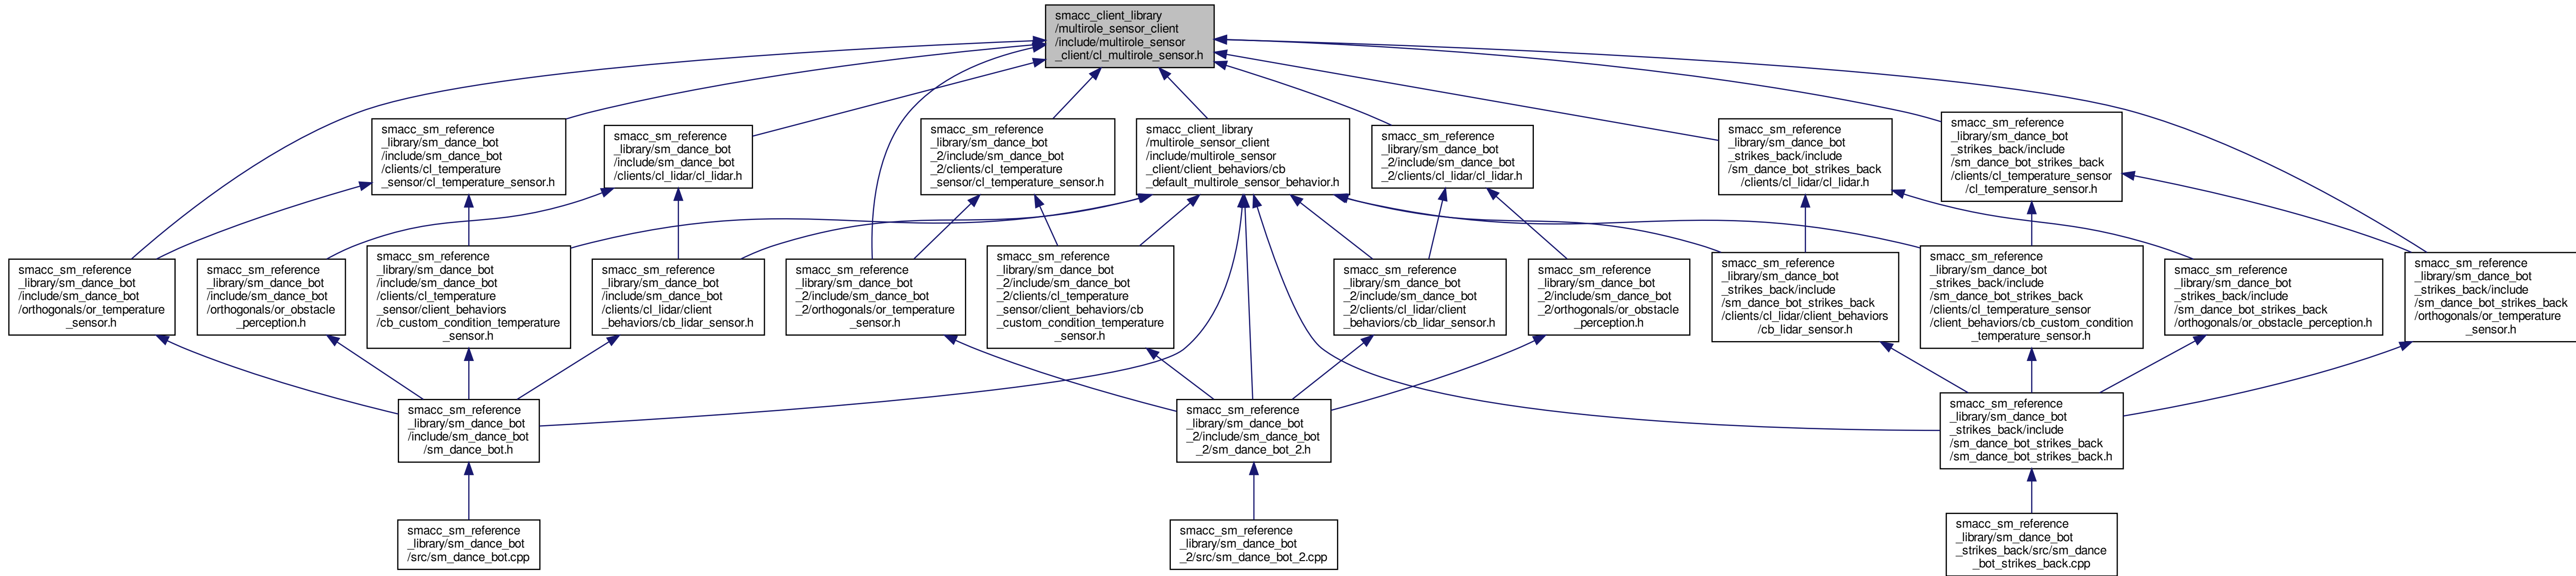 smacc_client_library
/multirole_sensor_client
/include/multirole_sensor
_client/cl_multirole_sensor.h
smacc_sm_reference
_library/sm_dance_bot
/include/sm_dance_bot
/clients/cl_temperature
_sensor/cl_temperature_sensor.h
smacc_sm_reference
_library/sm_dance_bot
/include/sm_dance_bot
/clients/cl_lidar/cl_lidar.h
smacc_sm_reference
_library/sm_dance_bot
_2/include/sm_dance_bot
_2/clients/cl_temperature
_sensor/cl_temperature_sensor.h
smacc_client_library
/multirole_sensor_client
/include/multirole_sensor
_client/client_behaviors/cb
_default_multirole_sensor_behavior.h
smacc_sm_reference
_library/sm_dance_bot
_2/include/sm_dance_bot
_2/clients/cl_lidar/cl_lidar.h
smacc_sm_reference
_library/sm_dance_bot
_strikes_back/include
/sm_dance_bot_strikes_back
/clients/cl_lidar/cl_lidar.h
smacc_sm_reference
_library/sm_dance_bot
_strikes_back/include
/sm_dance_bot_strikes_back
/clients/cl_temperature_sensor
/cl_temperature_sensor.h
smacc_sm_reference
_library/sm_dance_bot
/include/sm_dance_bot
/orthogonals/or_temperature
_sensor.h
smacc_sm_reference
_library/sm_dance_bot
/include/sm_dance_bot
/orthogonals/or_obstacle
_perception.h
smacc_sm_reference
_library/sm_dance_bot
/include/sm_dance_bot
/clients/cl_temperature
_sensor/client_behaviors
/cb_custom_condition_temperature
_sensor.h
smacc_sm_reference
_library/sm_dance_bot
/include/sm_dance_bot
/clients/cl_lidar/client
_behaviors/cb_lidar_sensor.h
smacc_sm_reference
_library/sm_dance_bot
_2/include/sm_dance_bot
_2/orthogonals/or_temperature
_sensor.h
smacc_sm_reference
_library/sm_dance_bot
_2/include/sm_dance_bot
_2/clients/cl_temperature
_sensor/client_behaviors/cb
_custom_condition_temperature
_sensor.h
smacc_sm_reference
_library/sm_dance_bot
_2/include/sm_dance_bot
_2/clients/cl_lidar/client
_behaviors/cb_lidar_sensor.h
smacc_sm_reference
_library/sm_dance_bot
_2/include/sm_dance_bot
_2/orthogonals/or_obstacle
_perception.h
smacc_sm_reference
_library/sm_dance_bot
_strikes_back/include
/sm_dance_bot_strikes_back
/clients/cl_lidar/client_behaviors
/cb_lidar_sensor.h
smacc_sm_reference
_library/sm_dance_bot
_strikes_back/include
/sm_dance_bot_strikes_back
/clients/cl_temperature_sensor
/client_behaviors/cb_custom_condition
_temperature_sensor.h
smacc_sm_reference
_library/sm_dance_bot
_strikes_back/include
/sm_dance_bot_strikes_back
/orthogonals/or_obstacle_perception.h
smacc_sm_reference
_library/sm_dance_bot
_strikes_back/include
/sm_dance_bot_strikes_back
/orthogonals/or_temperature
_sensor.h
smacc_sm_reference
_library/sm_dance_bot
/include/sm_dance_bot
/sm_dance_bot.h
smacc_sm_reference
_library/sm_dance_bot
_2/include/sm_dance_bot
_2/sm_dance_bot_2.h
smacc_sm_reference
_library/sm_dance_bot
_strikes_back/include
/sm_dance_bot_strikes_back
/sm_dance_bot_strikes_back.h
smacc_sm_reference
_library/sm_dance_bot
/src/sm_dance_bot.cpp
smacc_sm_reference
_library/sm_dance_bot
_2/src/sm_dance_bot_2.cpp
smacc_sm_reference
_library/sm_dance_bot
_strikes_back/src/sm_dance
_bot_strikes_back.cpp